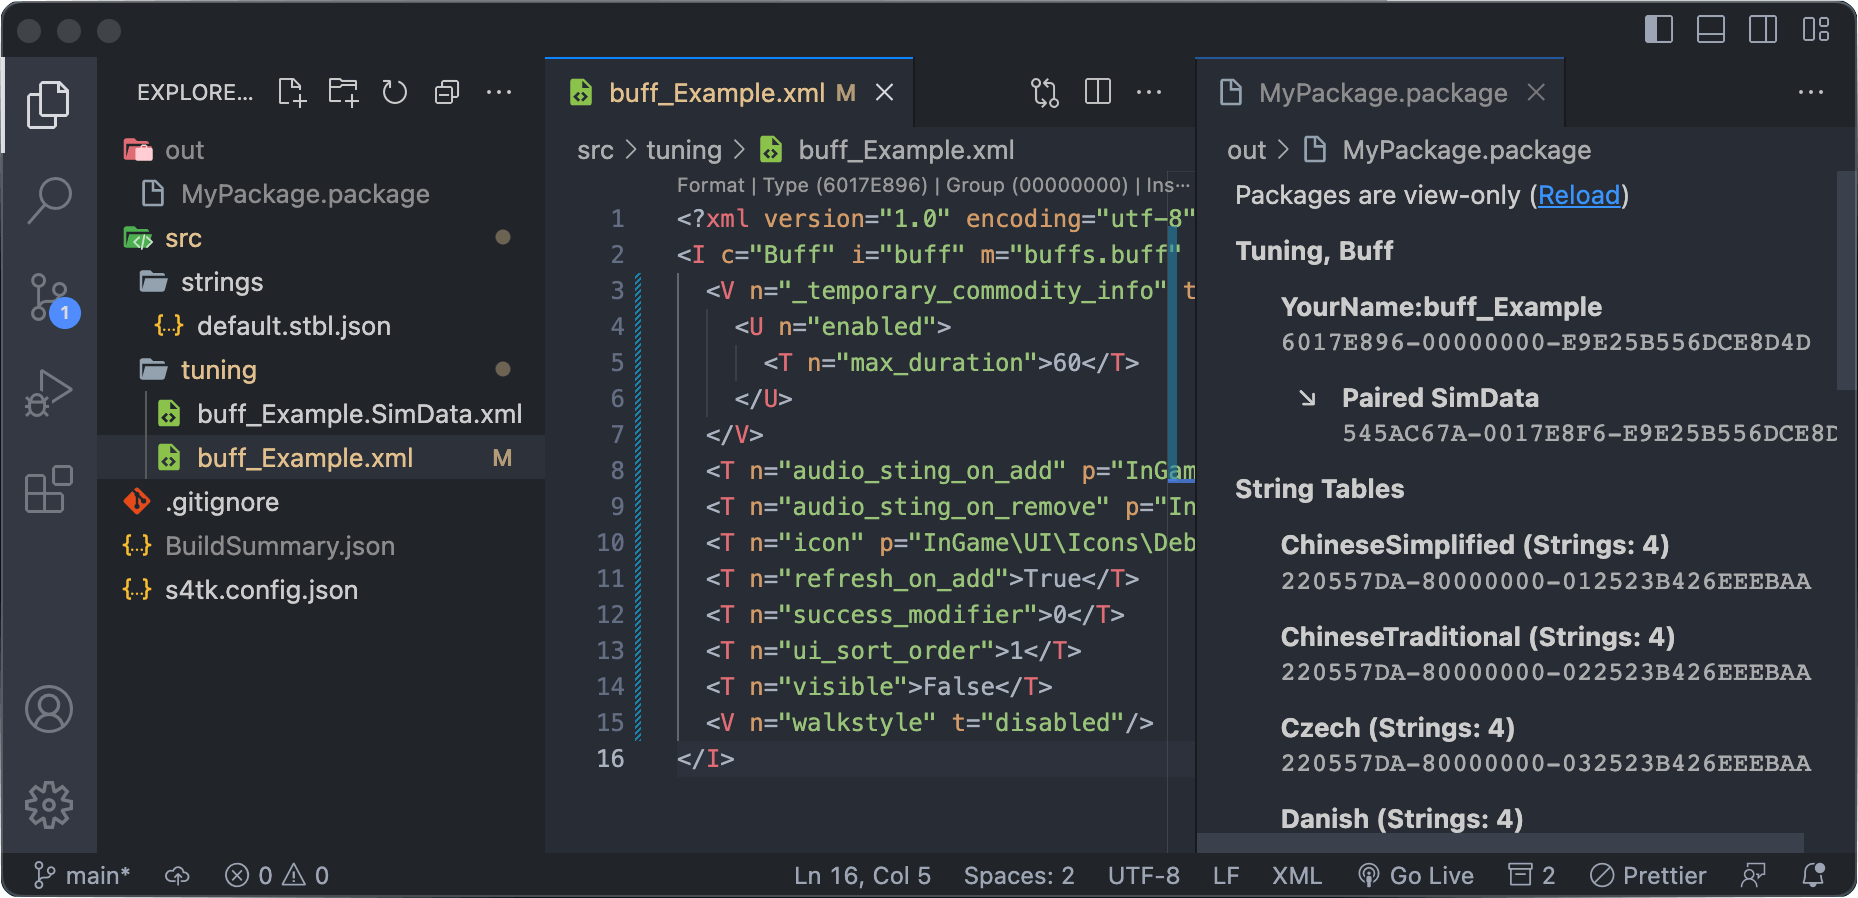 EXPLORE...
out
MyPackage.package
src
strings
default.stbl.json
tuning
buff_Example.SimData.xml
buff_Example.xml M
.gitignore
BuildSummary.json
s4tk.config.json
1
buff_Example.xml M
src > tuning > buff_Example.xml
Format | Type (6017E896) | Group (00000000) | Ins...
1 <?xml version="1.0" encoding="utf-8"
2 <I c="Buff" i="buff" m="buffs.buff"
3 <V n="_temporary_commodity_info" t
4 <U n="enabled">
5 <T n="max_duration">60</T>
6 </U>
7 </V>
8 <T n="audio_sting_on_add" p="InGam
9 <T n="audio_sting_on_remove" p="In
10 <T n="icon" p="InGame\UI\Icons\Deb
11 <T n="refresh_on_add">True</T>
12 <T n="success_modifier">0</T>
13 <T n="ui_sort_order">1</T>
14 <T n="visible">False</T>
15 <V n="walkstyle" t="disabled"/>
16 </I>
MyPackage.package
out > MyPackage.package
Packages are view-only (Reload)
Tuning, Buff
YourName:buff_Example
6017E896-00000000-E9E25B556DCE8D4D
↘ Paired SimData
545AC67A-0017E8F6-E9E25B556DCE8D
String Tables
ChineseSimplified (Strings: 4)
220557DA-80000000-012523B426EEEBAA
ChineseTraditional (Strings: 4)
220557DA-80000000-022523B426EEEBAA
Czech (Strings: 4)
220557DA-80000000-032523B426EEEBAA
Danish (Strings: 4)
main* 0 0 Ln 16, Col 5 Spaces: 2 UTF-8 LF XML Go Live 2 Prettier